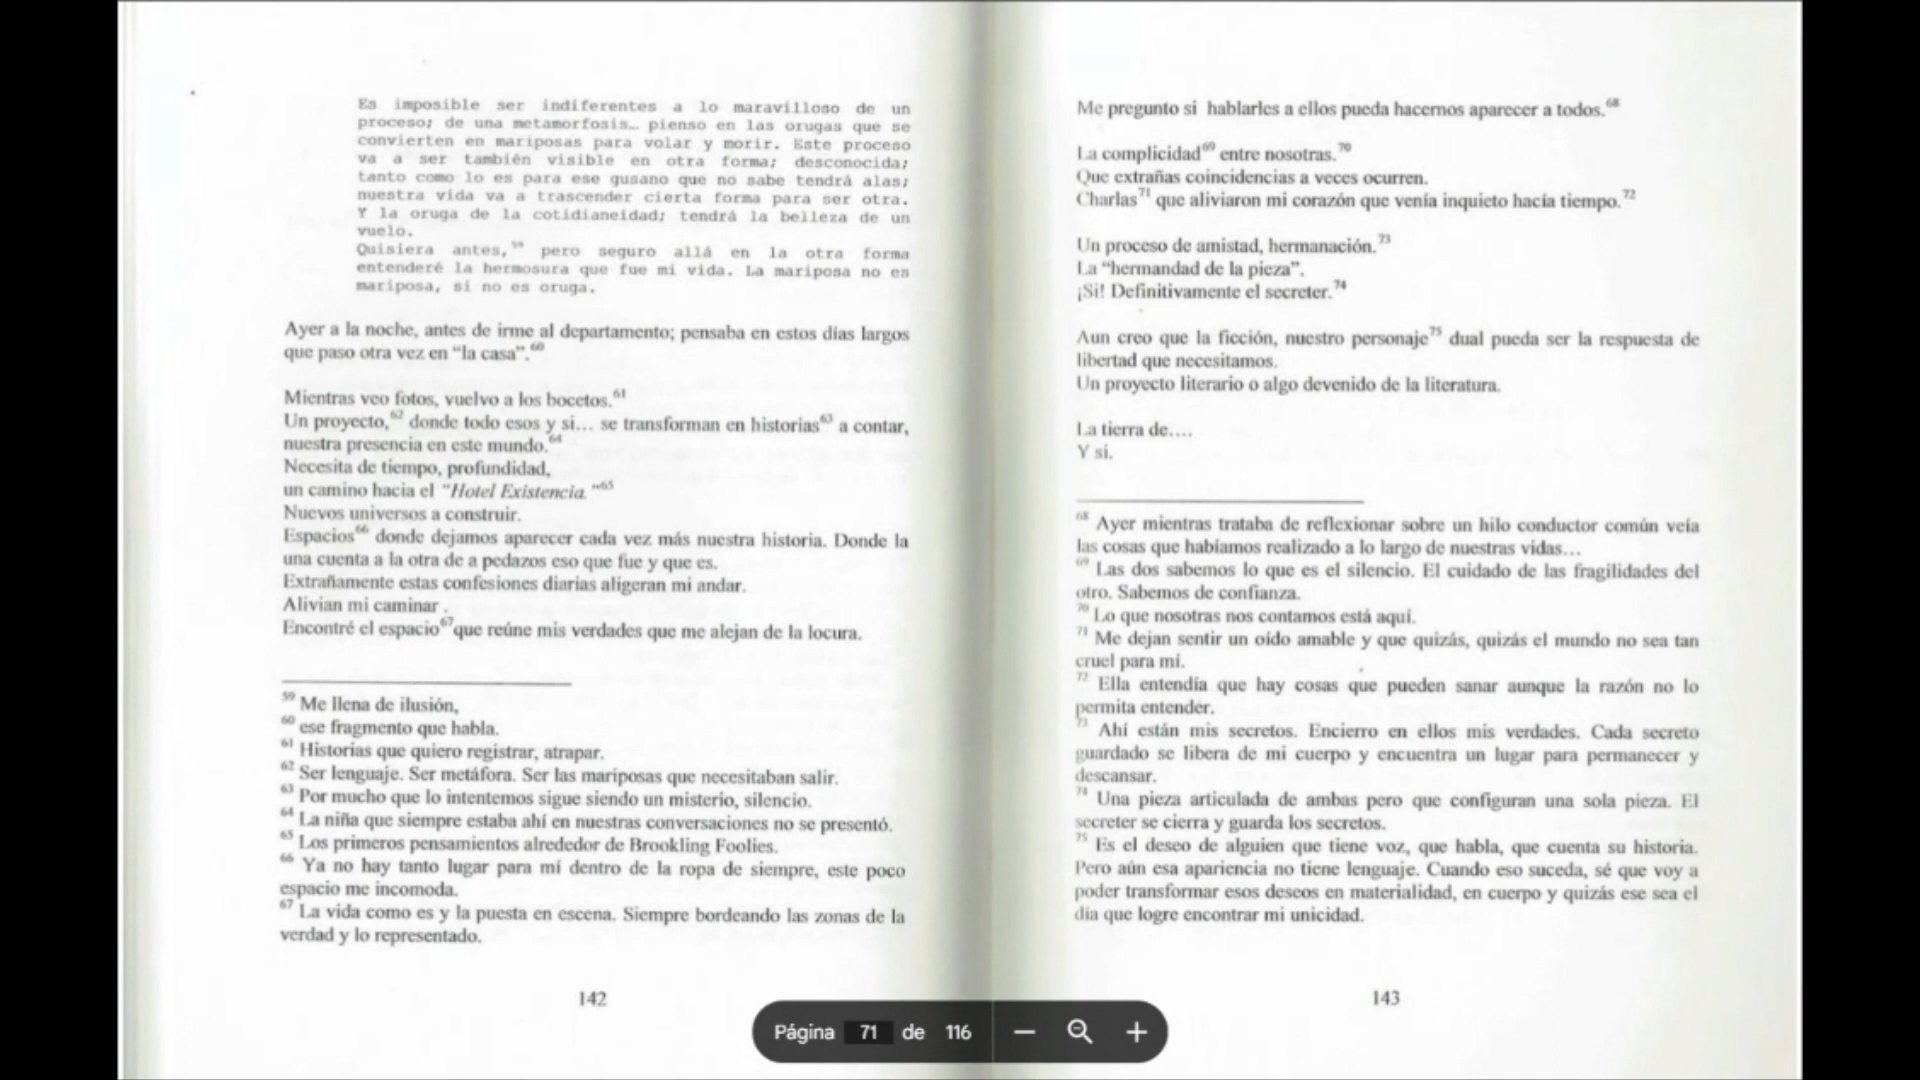 Es imposible ser indiferentes a lo maravilloso de un
proceso; de una metamorfosis… pienso en las orugas que se
convierten en mariposas para volar y morir. Este proceso
va a ser también visible en otra forma; desconocida;
tanto como lo es para ese gusano que no sabe tendrá alas;
nuestra vida va a trascender cierta forma para ser otra.
Y la oruga de la cotidianeidad; tendrá la belleza de un
vuelo.
Quisiera antes,⁵⁹ pero seguro allá en la otra forma
entenderé la hermosura que fue mi vida. La mariposa no es
mariposa, si no es oruga.
Ayer a la noche, antes de irme al departamento; pensaba en estos días largos
que paso otra vez en “la casa”.⁶⁰
Mientras veo fotos, vuelvo a los bocetos.⁶¹
Un proyecto,⁶² donde todo esos y si… se transforman en historias⁶³ a contar,
nuestra presencia en este mundo.⁶⁴
Necesita de tiempo, profundidad,
un camino hacia el “Hotel Existencia.”⁶⁵
Nuevos universos a construir.
Espacios⁶⁶ donde dejamos aparecer cada vez más nuestra historia. Donde la
una cuenta a la otra de a pedazos eso que fue y que es.
Extrañamente estas confesiones diarias aligeran mi andar.
Alivian mi caminar .
Encontré el espacio⁶⁷que reúne mis verdades que me alejan de la locura.
⁵⁹ Me llena de ilusión,
⁶⁰ ese fragmento que habla.
⁶¹ Historias que quiero registrar, atrapar.
⁶² Ser lenguaje. Ser metáfora. Ser las mariposas que necesitaban salir.
⁶³ Por mucho que lo intentemos sigue siendo un misterio, silencio.
⁶⁴ La niña que siempre estaba ahí en nuestras conversaciones no se presentó.
⁶⁵ Los primeros pensamientos alrededor de Brookling Foolies.
⁶⁶ Ya no hay tanto lugar para mí dentro de la ropa de siempre, este poco
espacio me incomoda.
⁶⁷ La vida como es y la puesta en escena. Siempre bordeando las zonas de la
verdad y lo representado.
142
Me pregunto si hablarles a ellos pueda hacernos aparecer a todos.⁶⁸
La complicidad⁶⁹ entre nosotras.⁷⁰
Que extrañas coincidencias a veces ocurren.
Charlas⁷¹ que aliviaron mi corazón que venía inquieto hacía tiempo.⁷²
Un proceso de amistad, hermanación.⁷³
La “hermandad de la pieza”.
¡Si! Definitivamente el secreter.⁷⁴
Aun creo que la ficción, nuestro personaje⁷⁵ dual pueda ser la respuesta de
libertad que necesitamos.
Un proyecto literario o algo devenido de la literatura.
La tierra de….
Y si.
⁶⁸ Ayer mientras trataba de reflexionar sobre un hilo conductor común veía
las cosas que habíamos realizado a lo largo de nuestras vidas…
⁶⁹ Las dos sabemos lo que es el silencio. El cuidado de las fragilidades del
otro. Sabemos de confianza.
⁷⁰ Lo que nosotras nos contamos está aquí.
⁷¹ Me dejan sentir un oído amable y que quizás, quizás el mundo no sea tan
cruel para mí.
⁷² Ella entendía que hay cosas que pueden sanar aunque la razón no lo
permita entender.
⁷³ Ahí están mis secretos. Encierro en ellos mis verdades. Cada secreto
guardado se libera de mi cuerpo y encuentra un lugar para permanecer y
descansar.
⁷⁴ Una pieza articulada de ambas pero que configuran una sola pieza. El
secreter se cierra y guarda los secretos.
⁷⁵ Es el deseo de alguien que tiene voz, que habla, que cuenta su historia.
Pero aún esa apariencia no tiene lenguaje. Cuando eso suceda, sé que voy a
poder transformar esos deseos en materialidad, en cuerpo y quizás ese sea el
día que logre encontrar mi unicidad.
143
Página 71 de 116